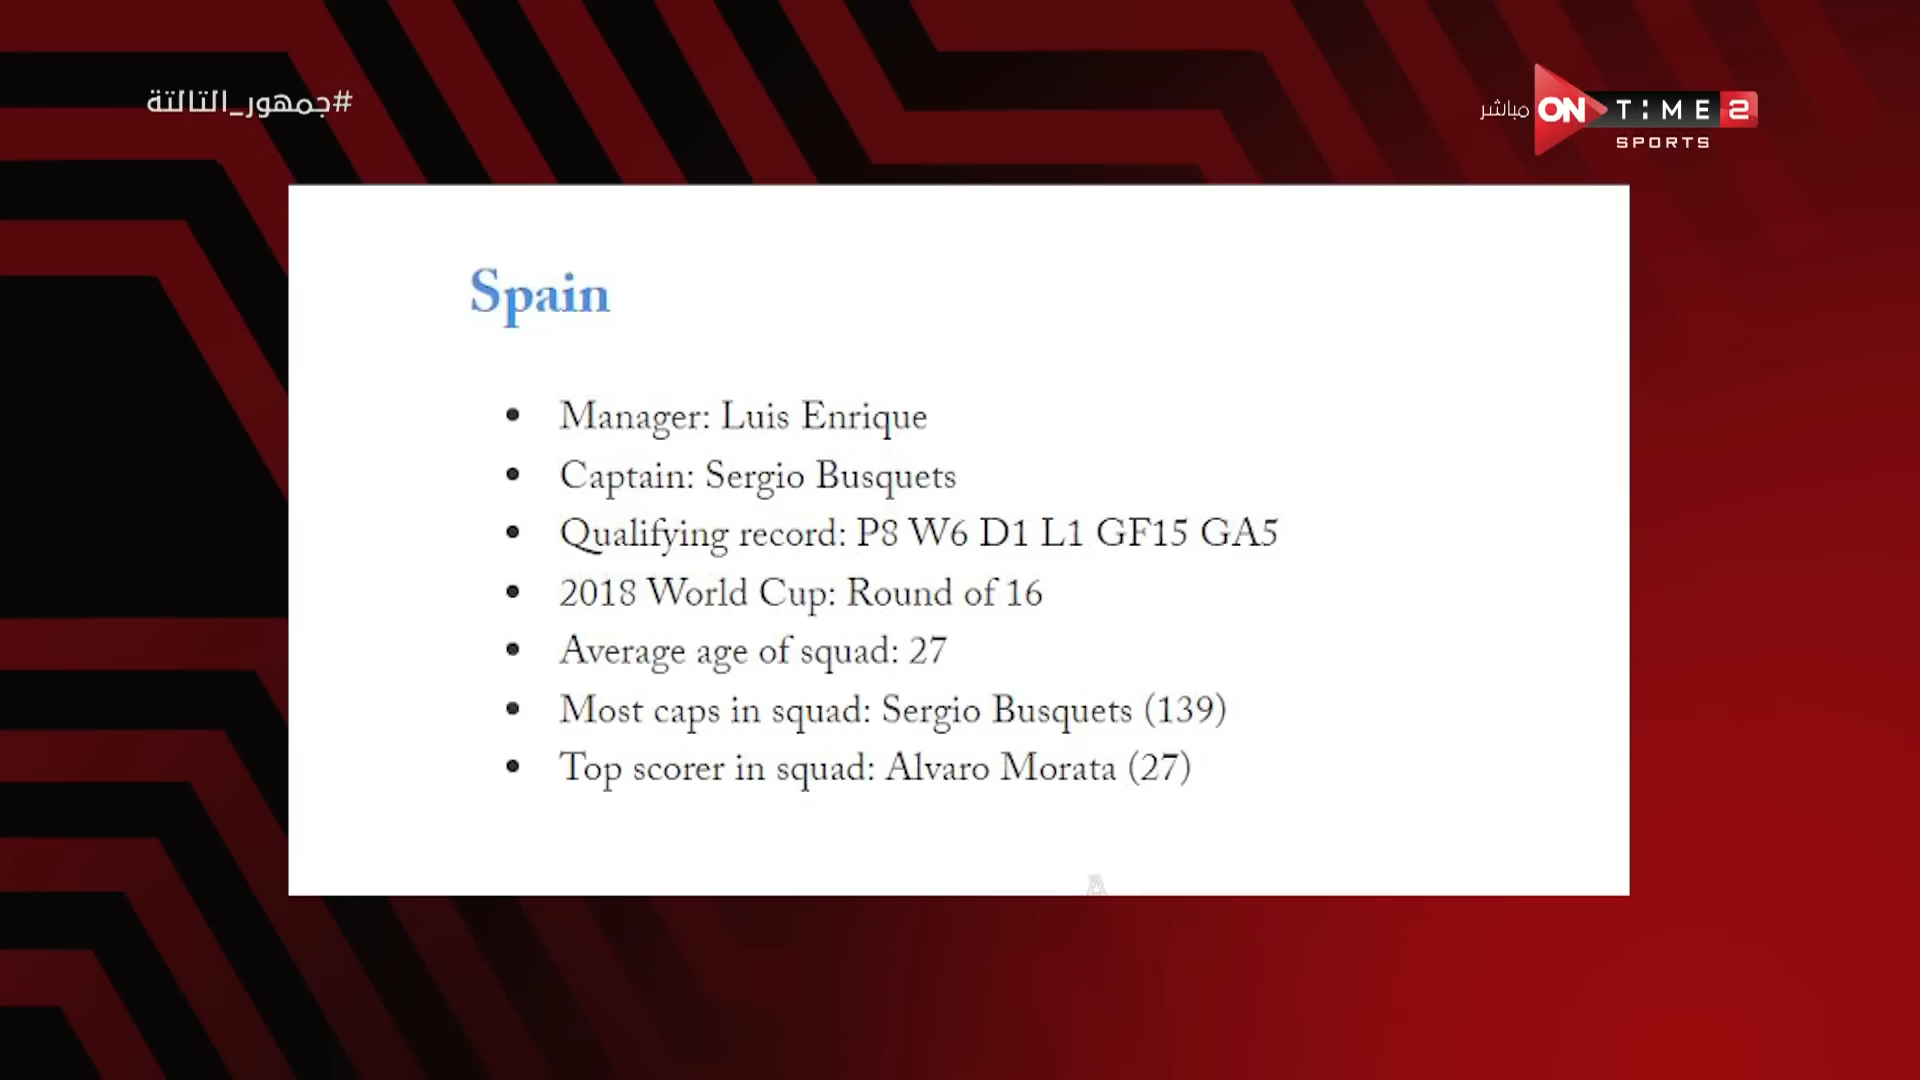 #جمهور_التالتة
مباشر ON TIME 2
SPORTS
Spain
• Manager: Luis Enrique
• Captain: Sergio Busquets
• Qualifying record: P8 W6 D1 L1 GF15 GA5
• 2018 World Cup: Round of 16
• Average age of squad: 27
• Most caps in squad: Sergio Busquets (139)
• Top scorer in squad: Alvaro Morata (27)